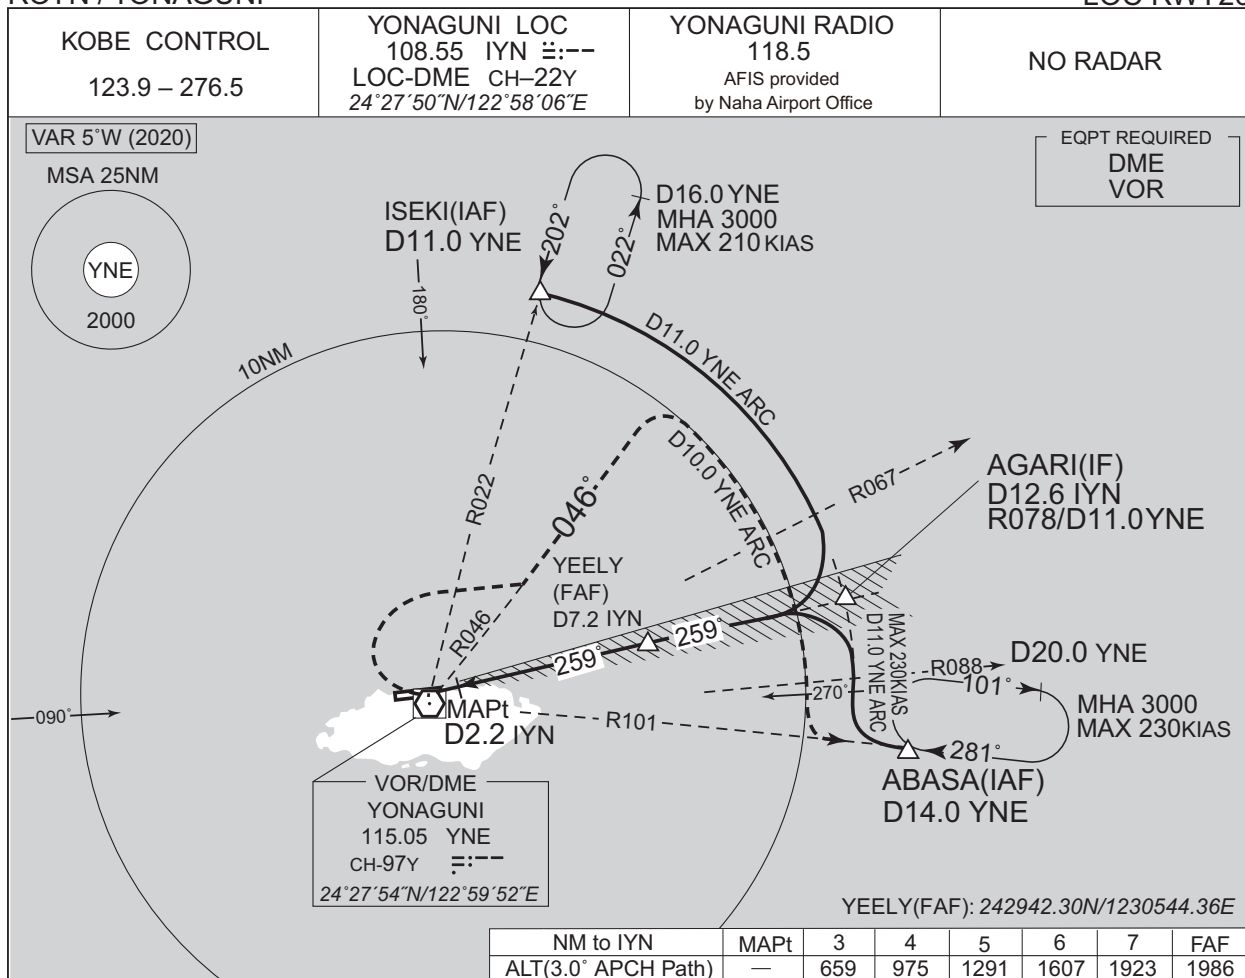 KOBE CONTROL
123.9 – 276.5
YONAGUNI LOC
108.55 IYN
LOC-DME CH–22Y
24˚27´50˝N/122˚58´06˝E
YONAGUNI RADIO
118.5
AFIS provided
by Naha Airport Office
NO RADAR
VAR 5˚W (2020)
MSA 25NM
YNE
2000
EQPT REQUIRED
DME
VOR
ISEKI(IAF)
D11.0 YNE
180˚
202˚
022˚
D16.0 YNE
MHA 3000
MAX 210 KIAS
10NM
D11.0 YNE ARC
D10.0 YNE ARC
R022
046˚
R046
R067
AGARI(IF)
D12.6 IYN
R078/D11.0YNE
YEELY
(FAF)
D7.2 IYN
259˚
259˚
MAX 230KIAS
D11.0 YNE ARC
R088
D20.0 YNE
270˚
101˚
MHA 3000
MAX 230KIAS
281˚
ABASA(IAF)
D14.0 YNE
090˚
MAPt
D2.2 IYN
R101
VOR/DME
YONAGUNI
115.05 YNE
CH-97Y
24˚27´54˝N/122˚59´52˝E
YEELY(FAF): 242942.30N/1230544.36E
NM to IYN MAPt 3 4 5 6 7 FAF
ALT(3.0˚ APCH Path) — 659 975 1291 1607 1923 1986